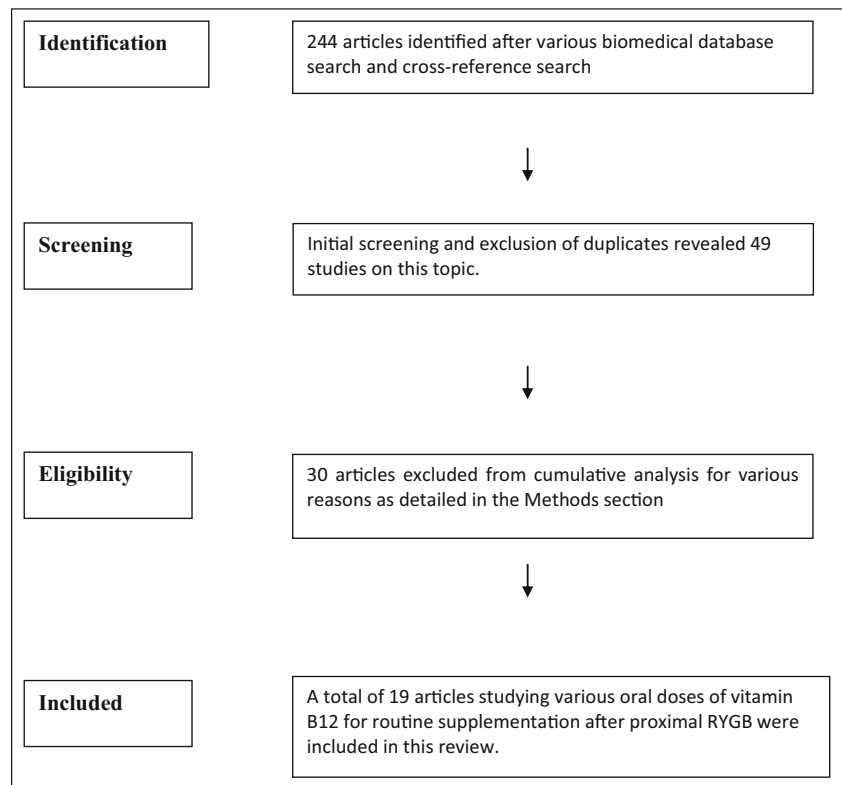 Identification
244 articles identified after various biomedical database
search and cross-reference search
Screening
Initial screening and exclusion of duplicates revealed 49
studies on this topic.
Eligibility
30 articles excluded from cumulative analysis for various
reasons as detailed in the Methods section
Included
A total of 19 articles studying various oral doses of vitamin
B12 for routine supplementation after proximal RYGB were
included in this review.